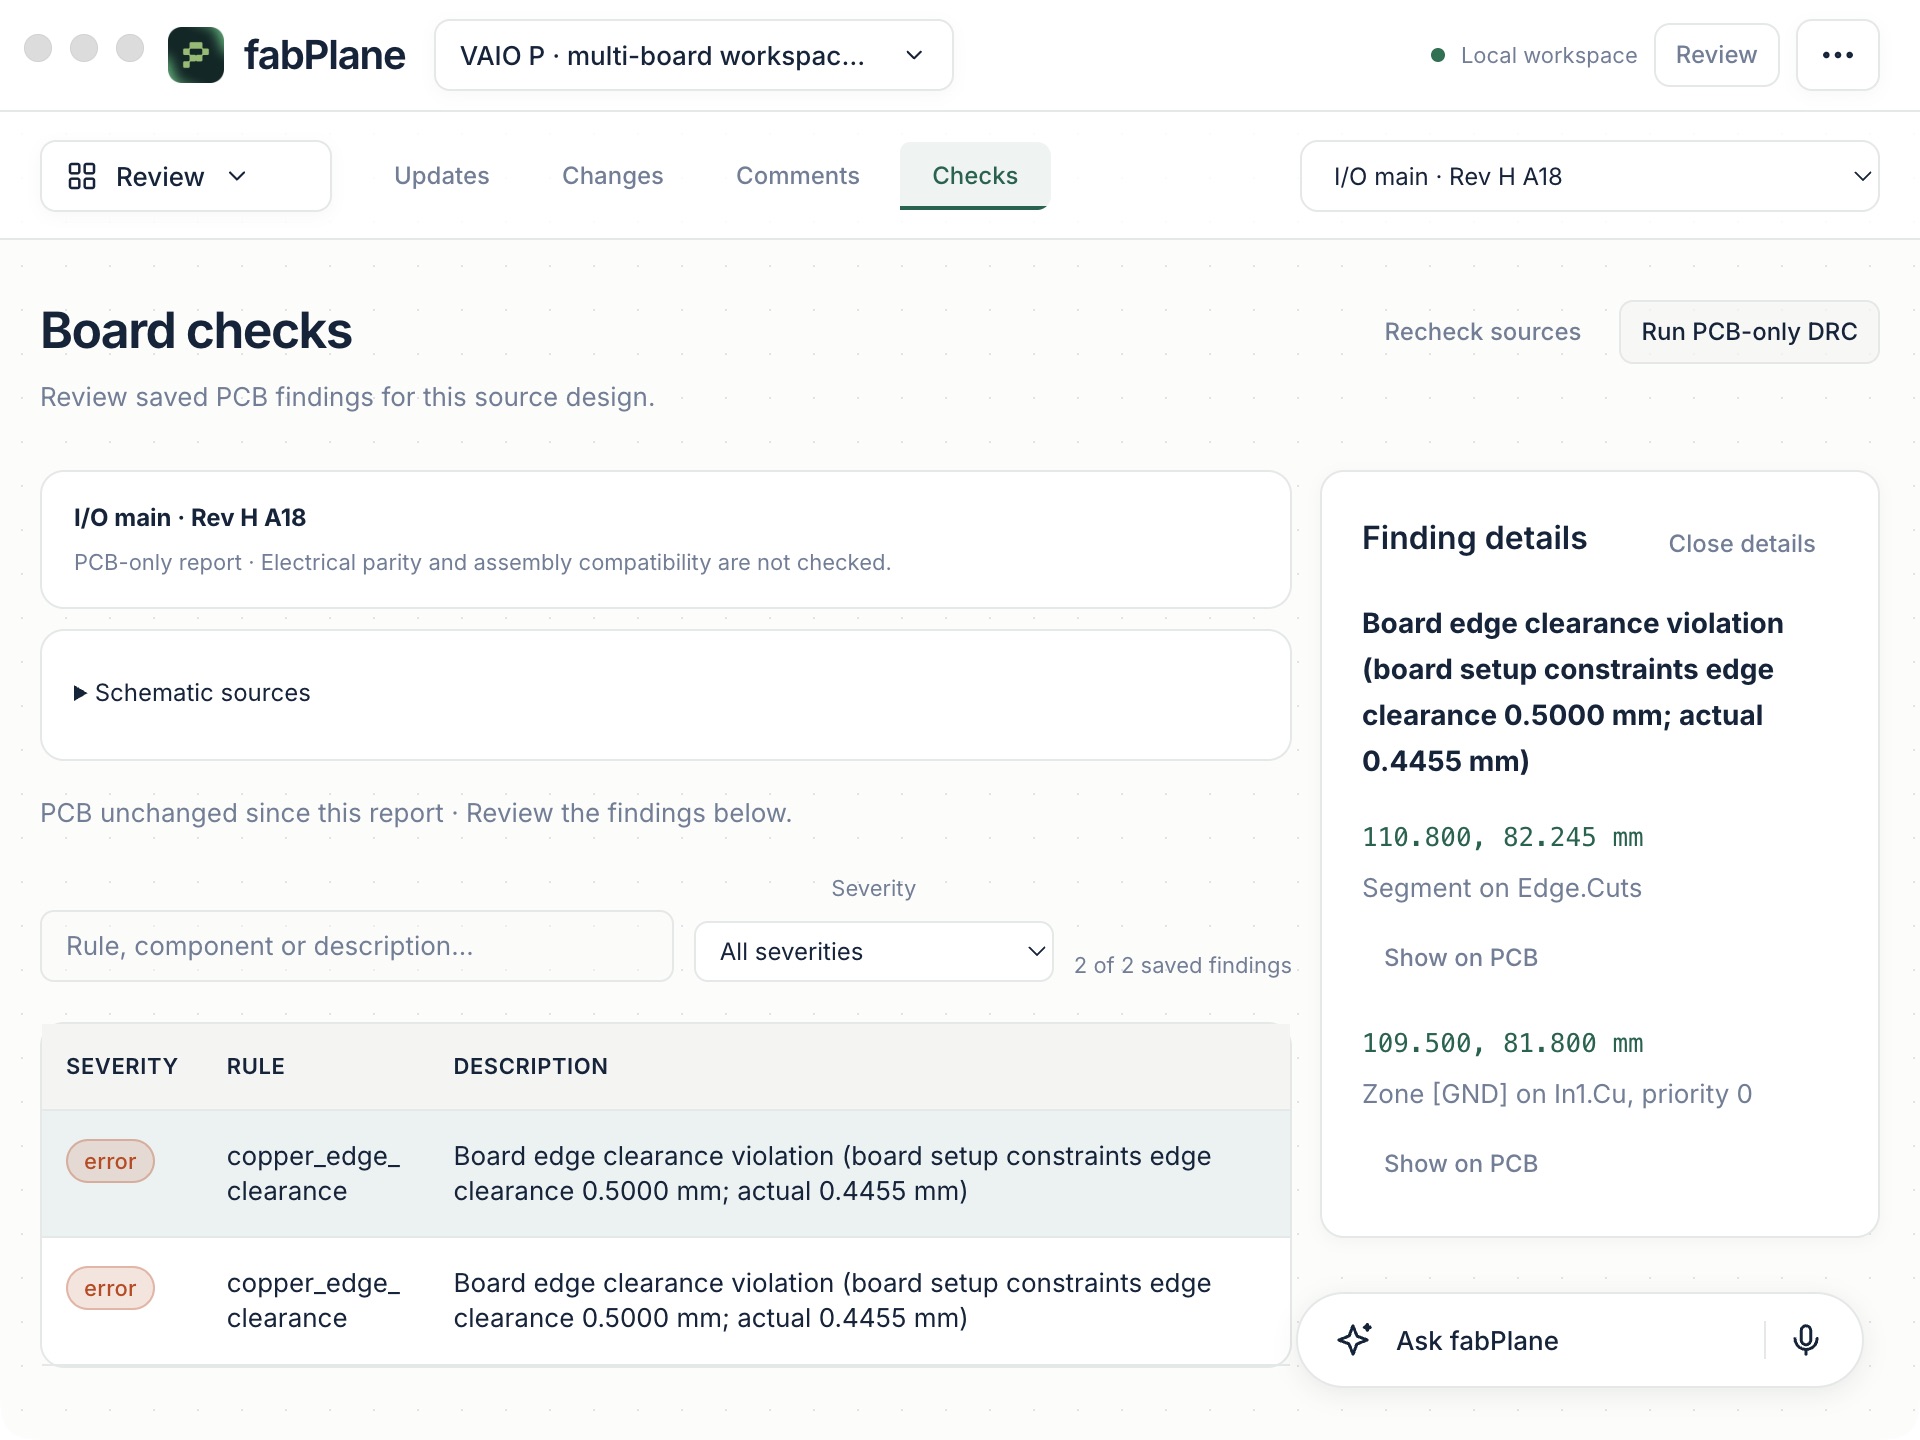 fabPlane
VAIO P · multi-board workspac...
Local workspace
Review
Review
Updates
Changes
Comments
Checks
I/O main · Rev H A18
Board checks
Recheck sources
Run PCB-only DRC
Review saved PCB findings for this source design.
I/O main · Rev H A18
PCB-only report · Electrical parity and assembly compatibility are not checked.
Schematic sources
PCB unchanged since this report · Review the findings below.
Rule, component or description...
Severity
All severities
2 of 2 saved findings
SEVERITY RULE DESCRIPTION
error
copper_edge_
clearance
Board edge clearance violation (board setup constraints edge
clearance 0.5000 mm; actual 0.4455 mm)
error
copper_edge_
clearance
Board edge clearance violation (board setup constraints edge
clearance 0.5000 mm; actual 0.4455 mm)
Finding details
Close details
Board edge clearance violation
(board setup constraints edge
clearance 0.5000 mm; actual
0.4455 mm)
110.800, 82.245 mm
Segment on Edge.Cuts
Show on PCB
109.500, 81.800 mm
Zone [GND] on In1.Cu, priority 0
Show on PCB
Ask fabPlane